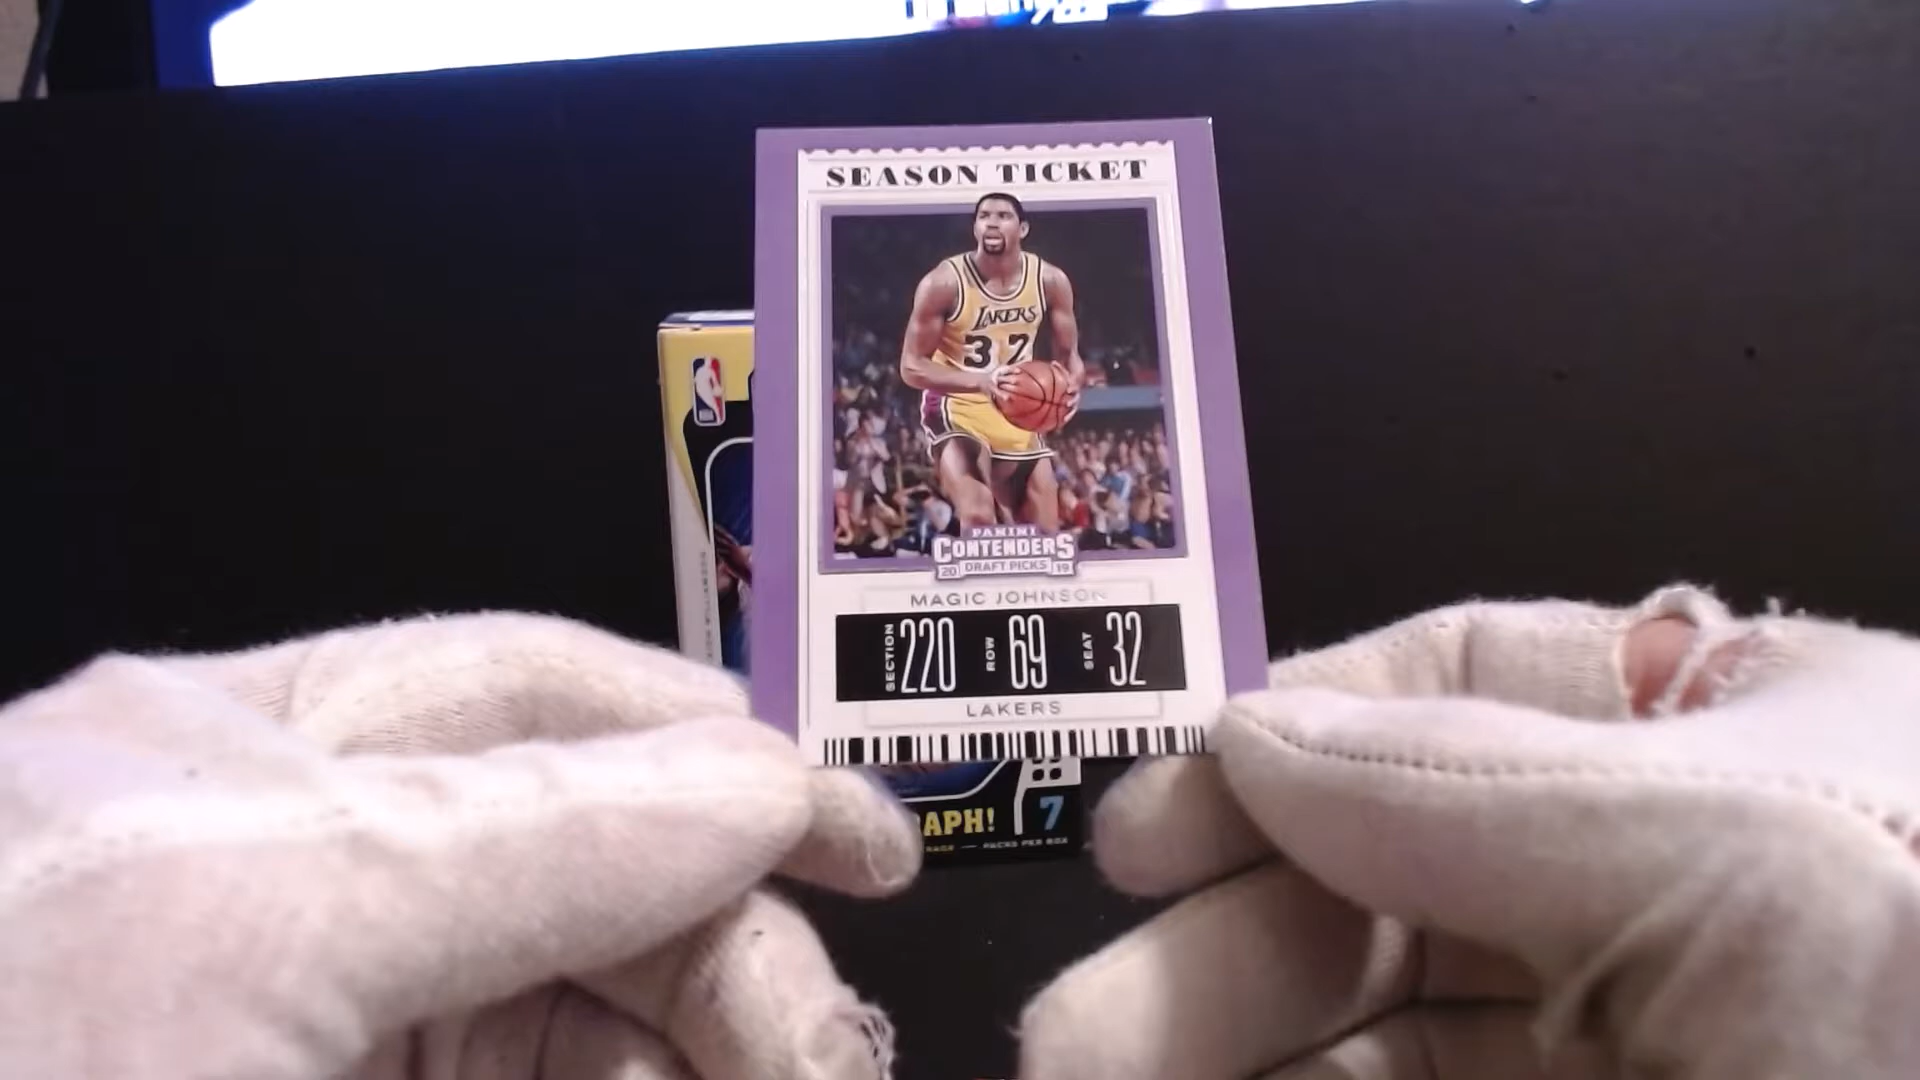 SEASON TICKET
LAKERS
32
PANINI
CONTENDERS
20 DRAFT PICKS 19
MAGIC JOHNSON
SECTION 220 ROW 69 SEAT 32
LAKERS
APH! 7
PACKS PER BOX